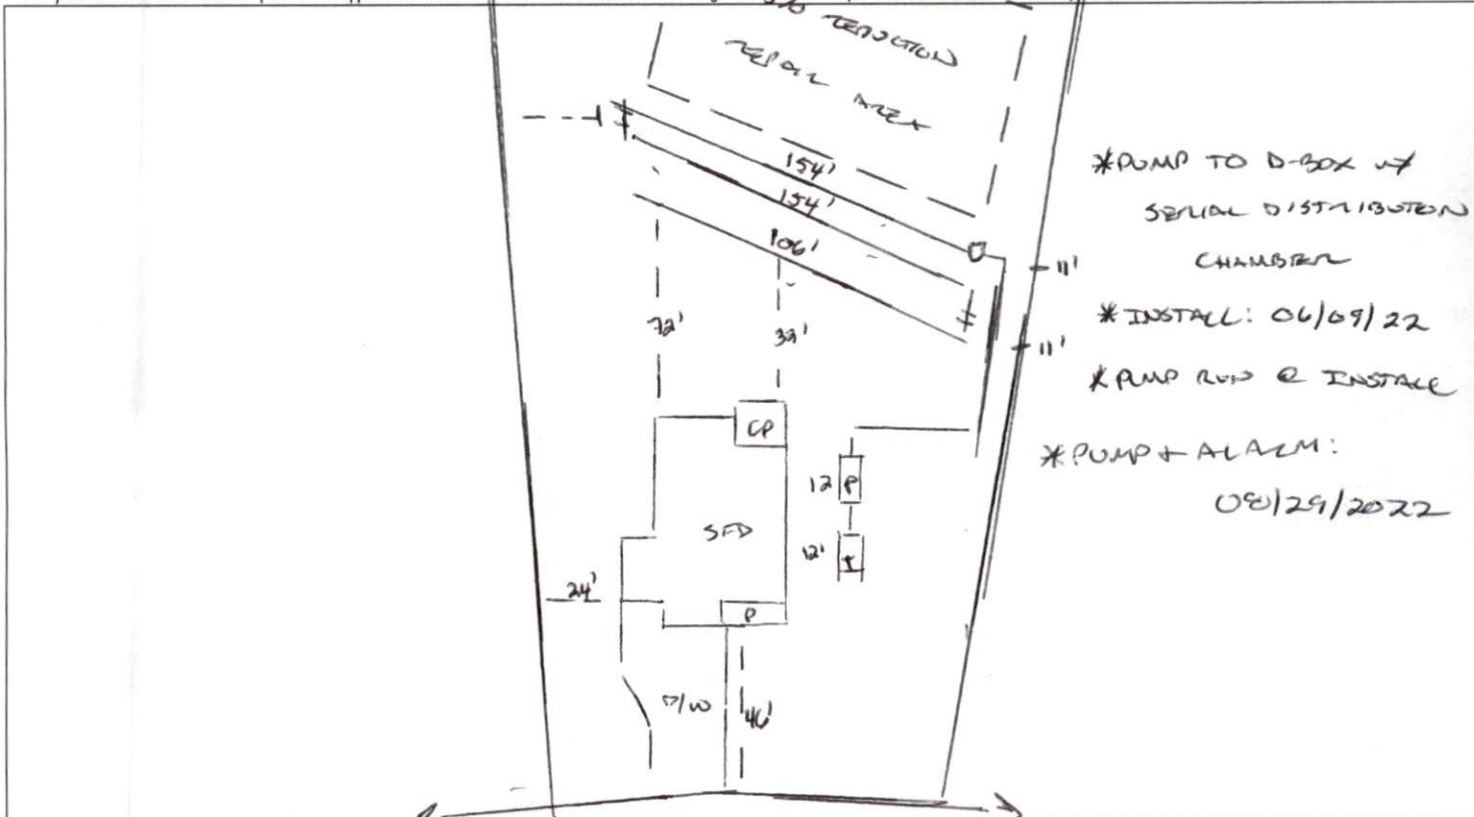 REDUCTION
REPAIR AREA
154'
154'
106'
72'
CP
12 P
SFD
12' T
24'
P
D/W
46'
11'
11'
*PUMP TO D-BOX W/
SERIAL DISTRIBUTION
CHAMBER
*INSTALL: 06/09/22
*PUMP RUN @ INSTALL
*PUMP + ALARM:
08/29/2022